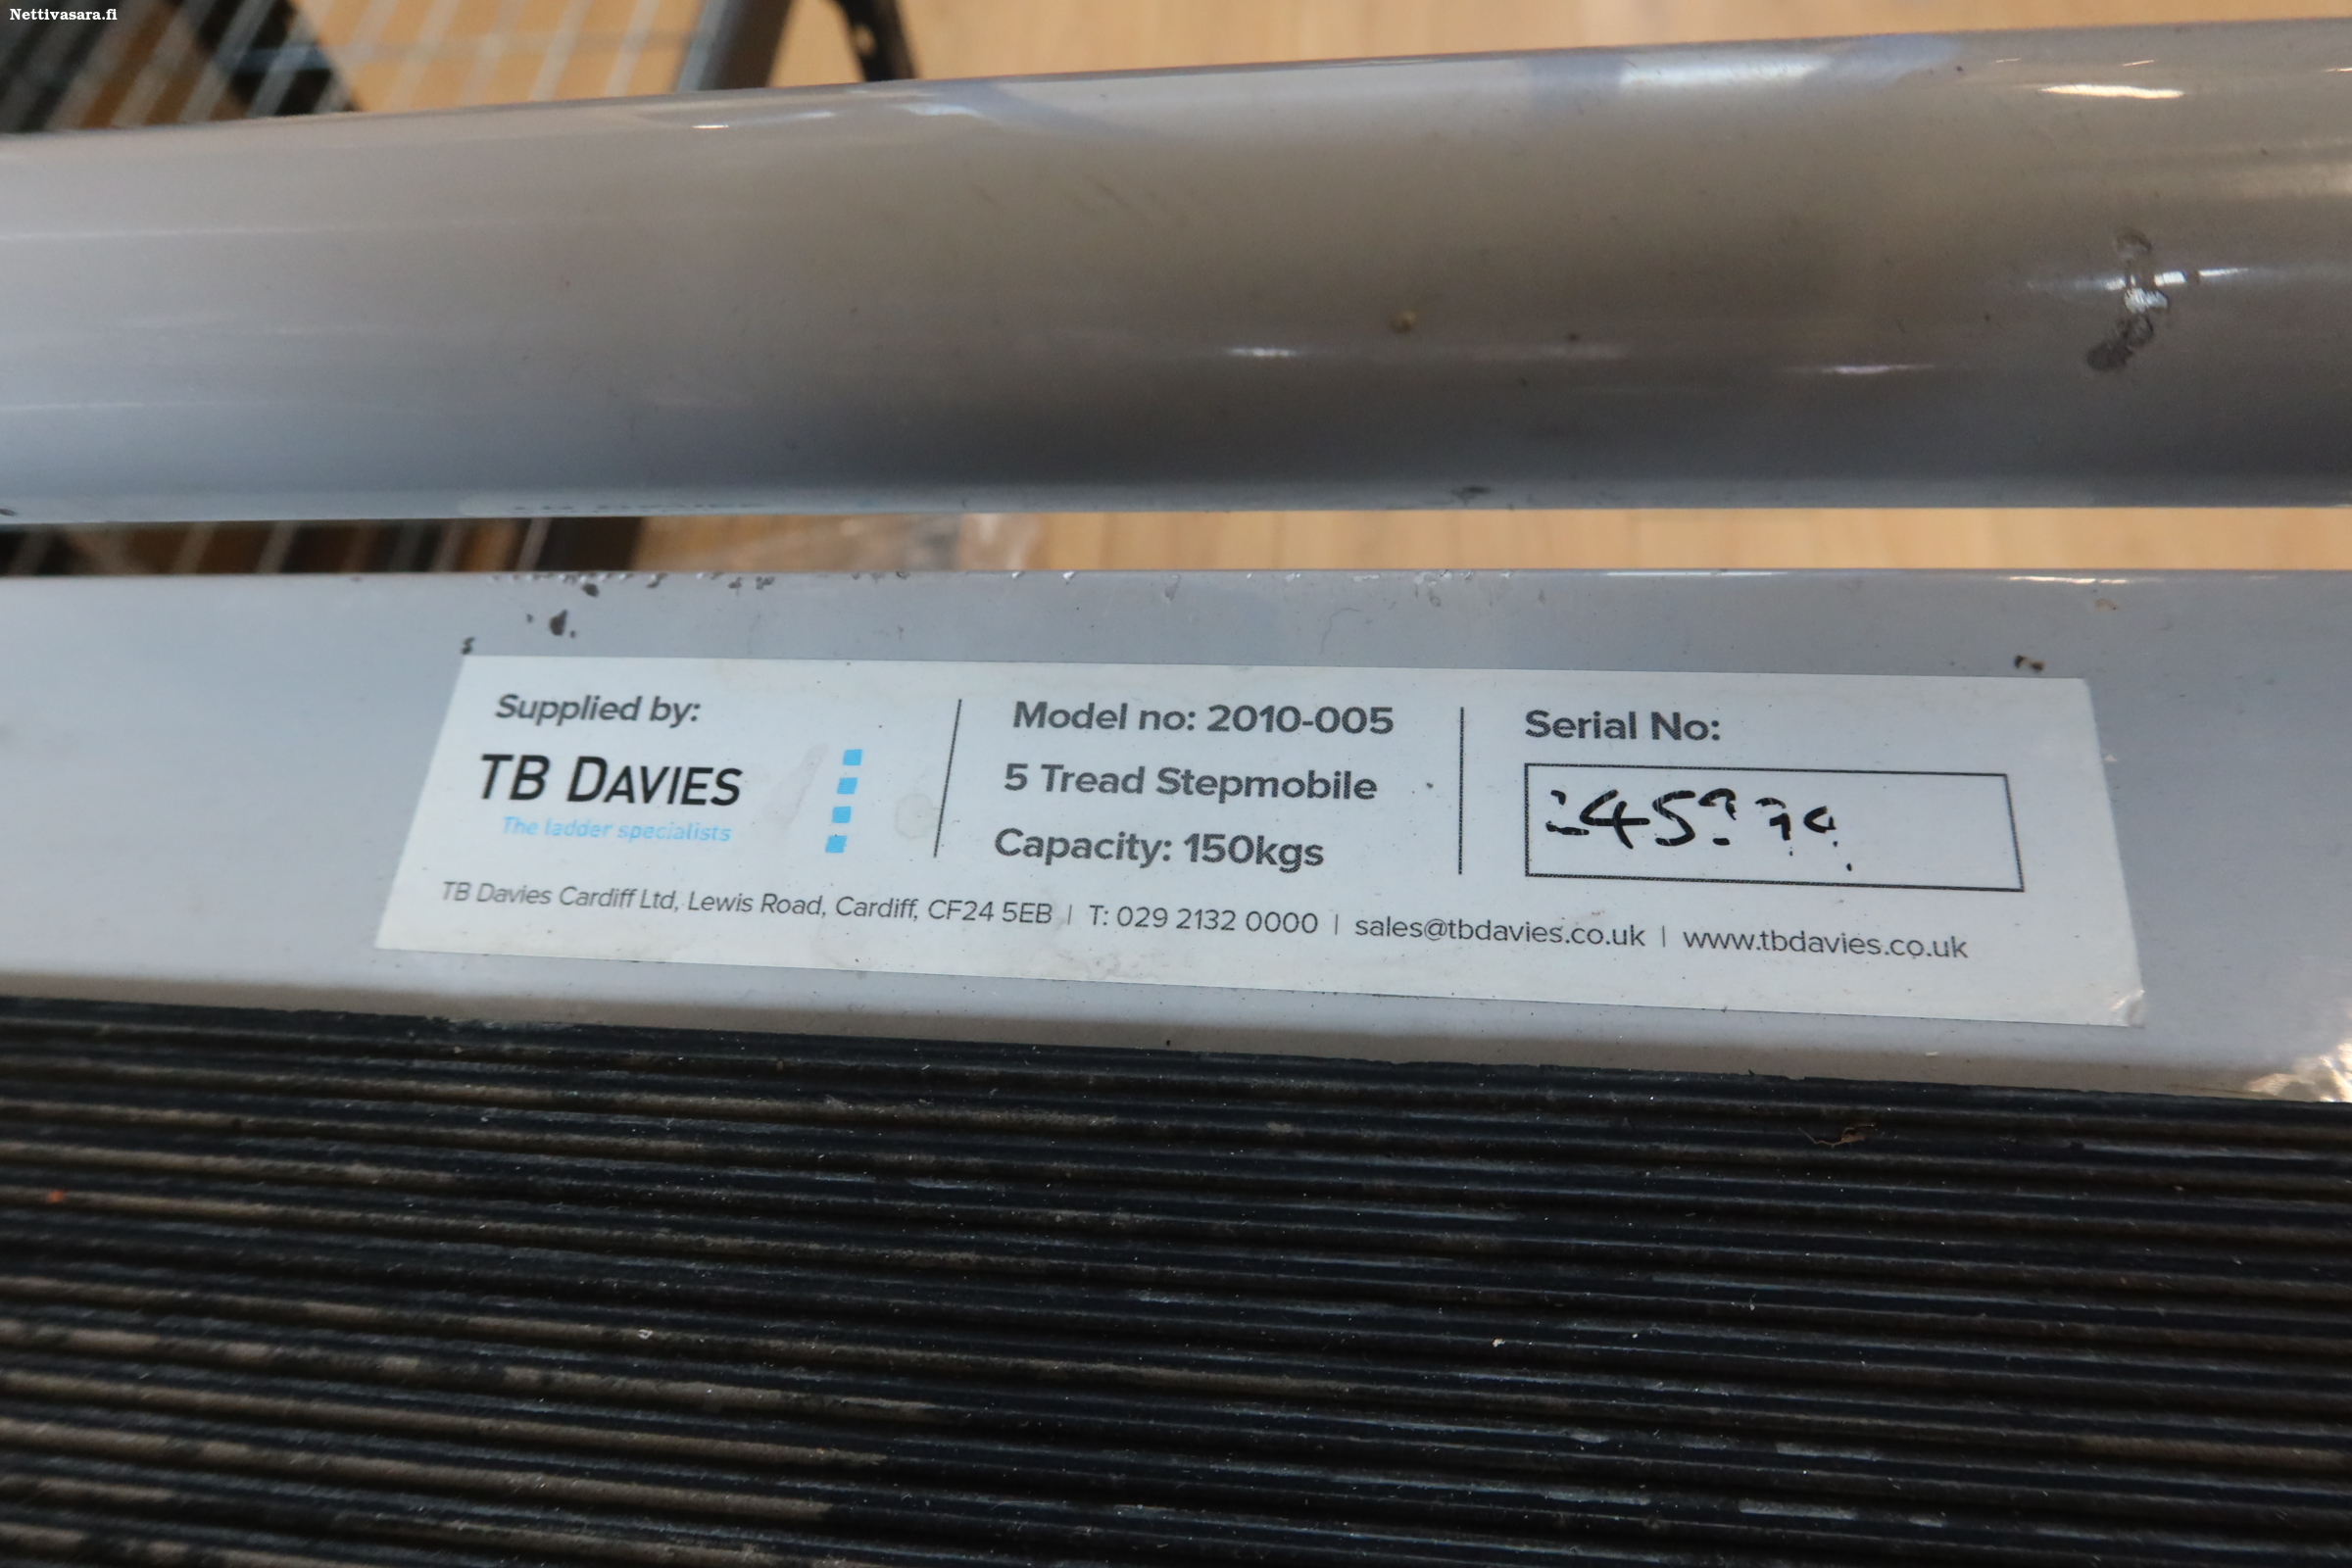 Nettivasara.fi
Supplied by:
TB DAVIES
The ladder specialists
Model no: 2010-005
5 Tread Stepmobile
Capacity: 150kgs
Serial No:
TB Davies Cardiff Ltd, Lewis Road, Cardiff, CF24 5EB | T: 029 2132 0000 | sales@tbdavies.co.uk | www.tbdavies.co.uk